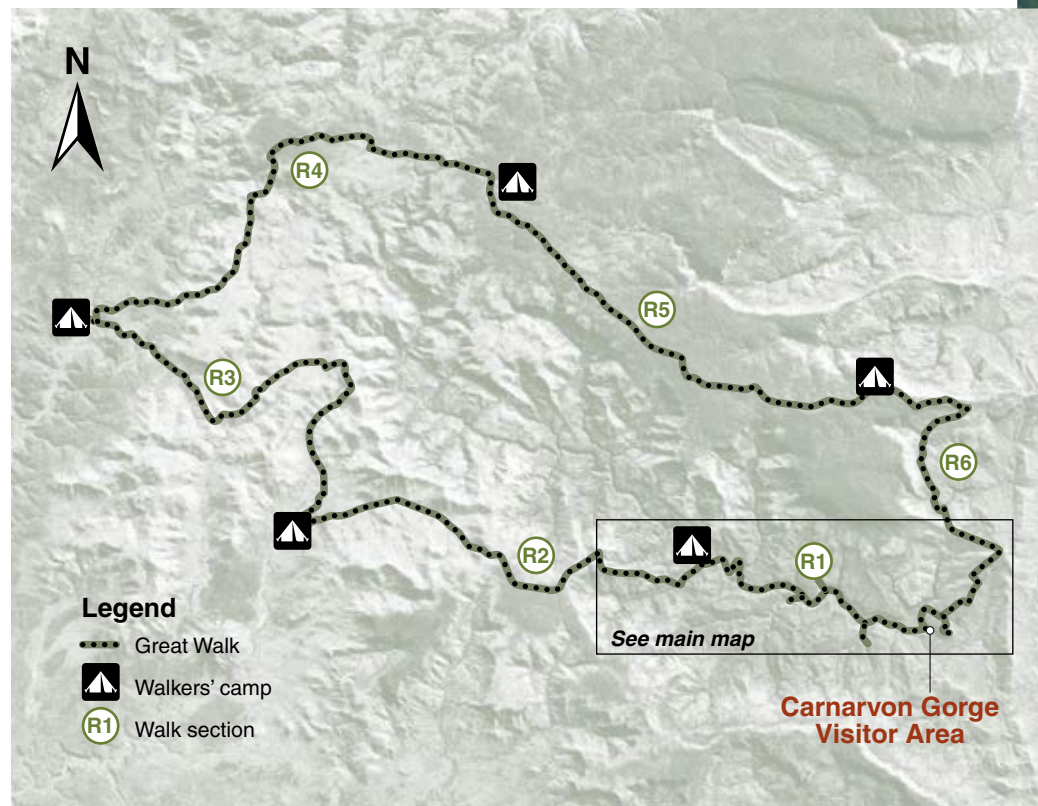 N
R4
R5
R3
R6
R2
R1
See main map
Legend
Great Walk
Walkers' camp
R1 Walk section
Carnarvon Gorge
Visitor Area